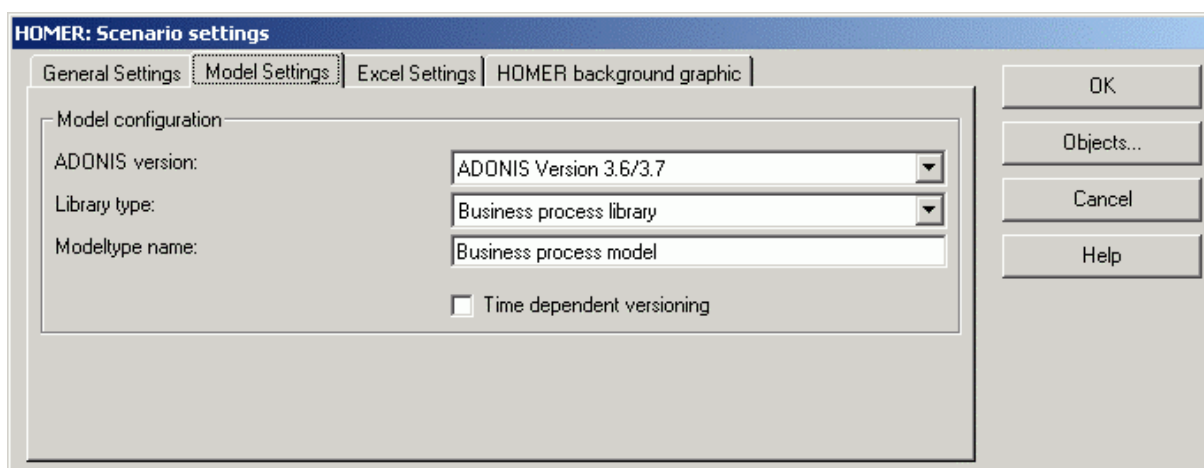 HOMER: Scenario settings
General Settings Model Settings Excel Settings HOMER background graphic
OK
Model configuration
Objects...
ADONIS version: ADONIS Version 3.6/3.7
Cancel
Library type: Business process library
Modeltype name: Business process model
Help
Time dependent versioning